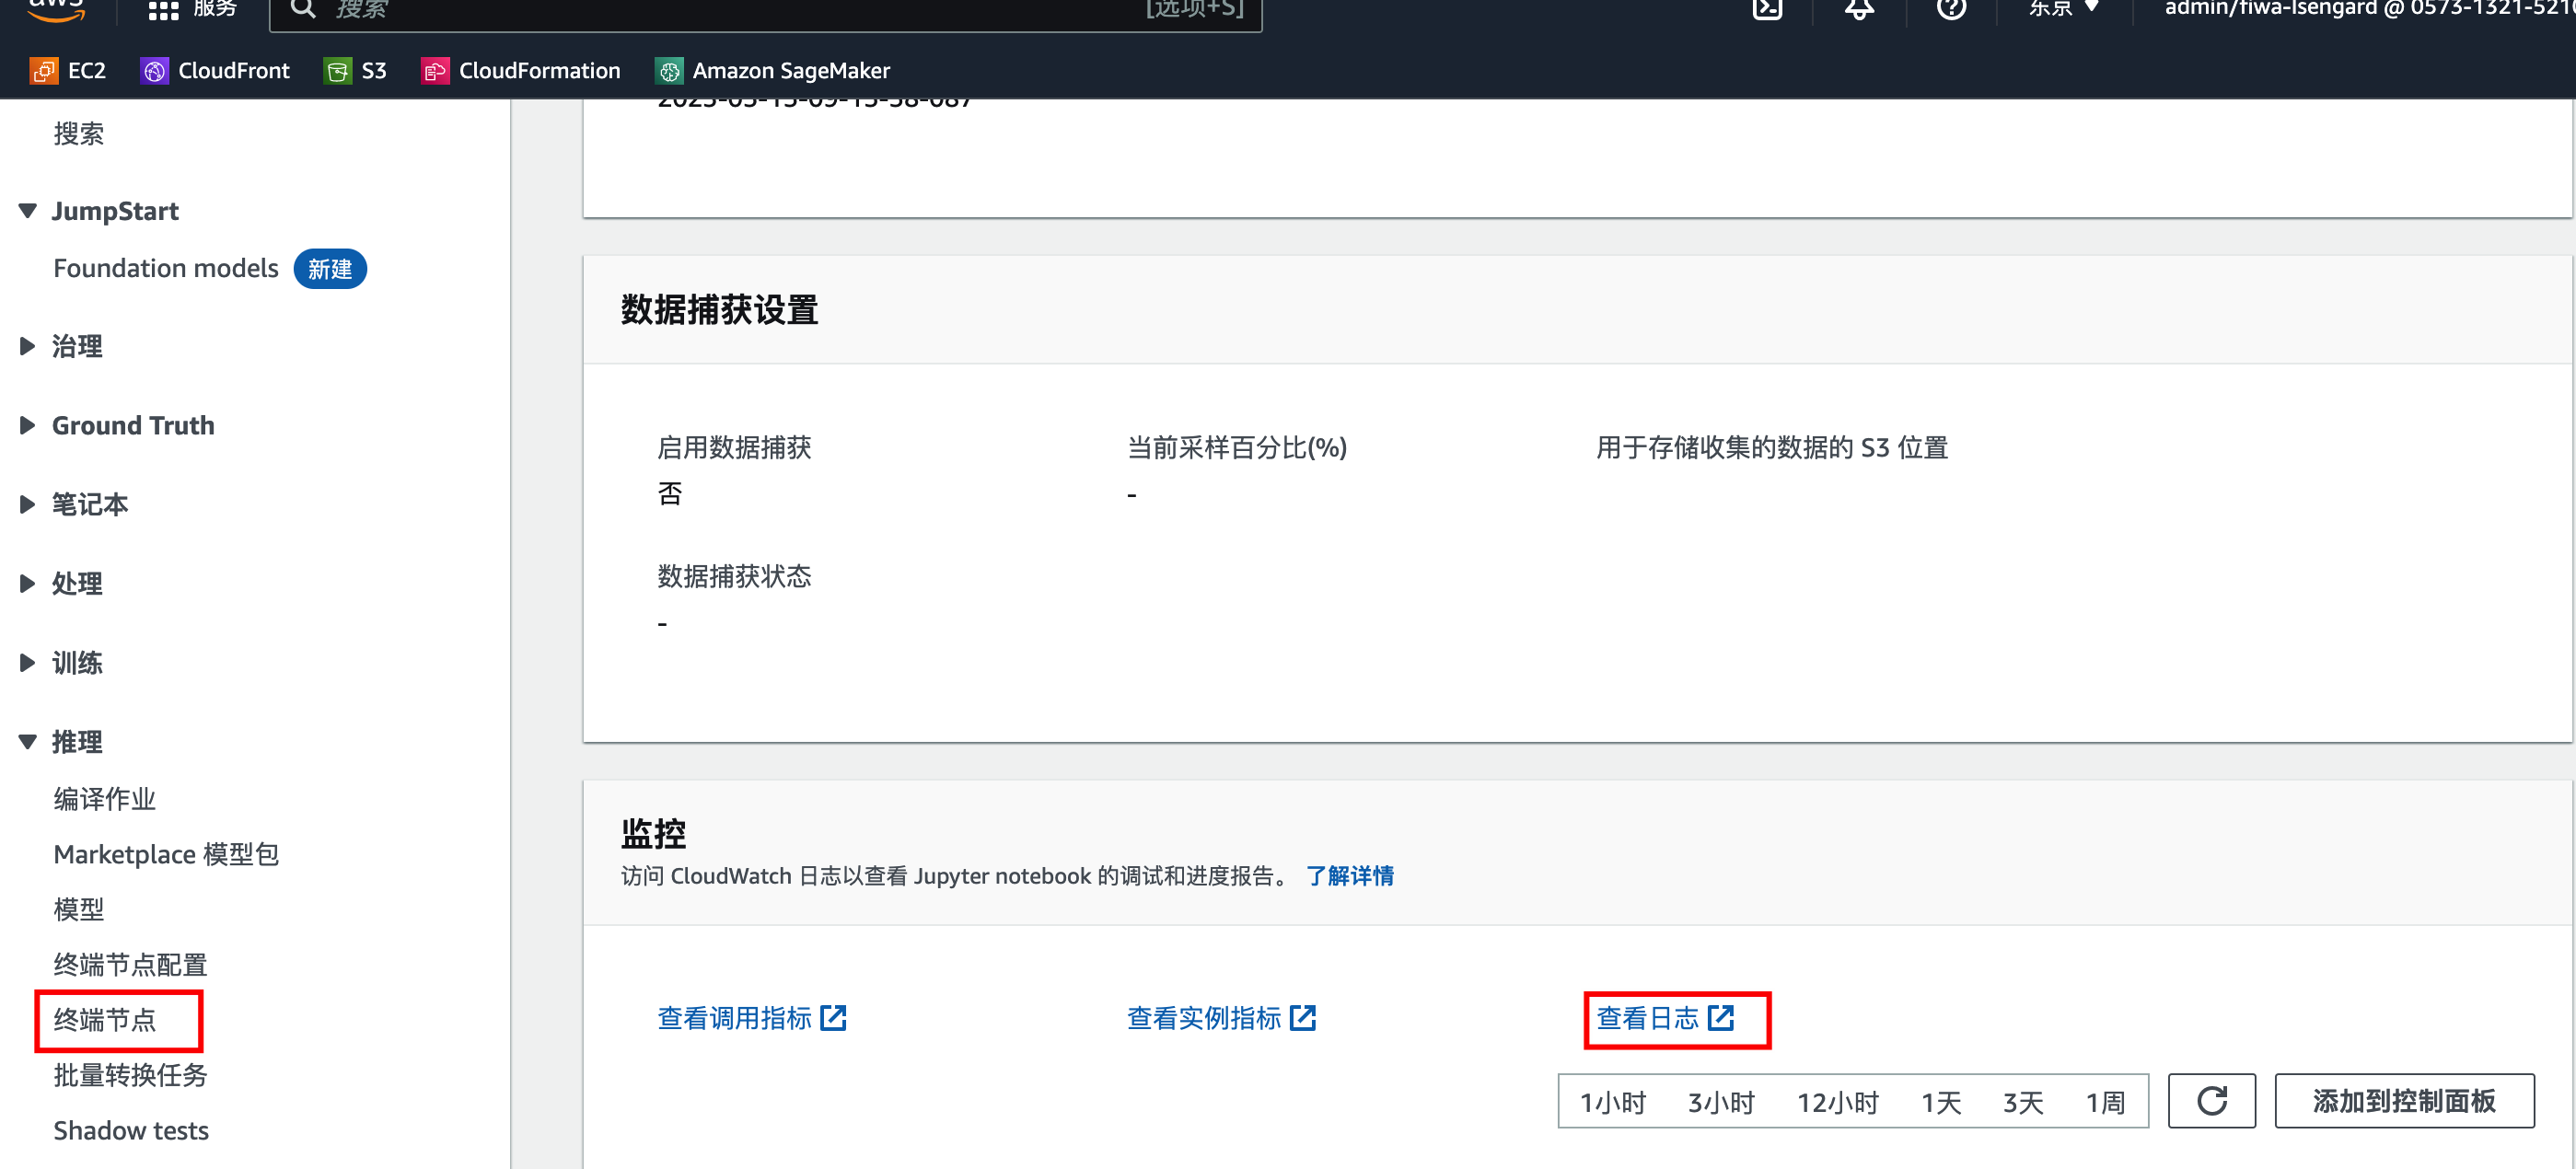 aws
服务
搜索
[选项+S]
东京
admin/fiwa-Isengard @ 0573-1321-521
EC2
CloudFront
S3
CloudFormation
Amazon SageMaker
搜索
JumpStart
Foundation models 新建
治理
Ground Truth
笔记本
处理
训练
推理
编译作业
Marketplace 模型包
模型
终端节点配置
终端节点
批量转换任务
Shadow tests
数据捕获设置
启用数据捕获
否
当前采样百分比(%)
-
用于存储收集的数据的 S3 位置
数据捕获状态
-
监控
访问 CloudWatch 日志以查看 Jupyter notebook 的调试和进度报告。 了解详情
查看调用指标
查看实例指标
查看日志
1小时 3小时 12小时 1天 3天 1周
添加到控制面板